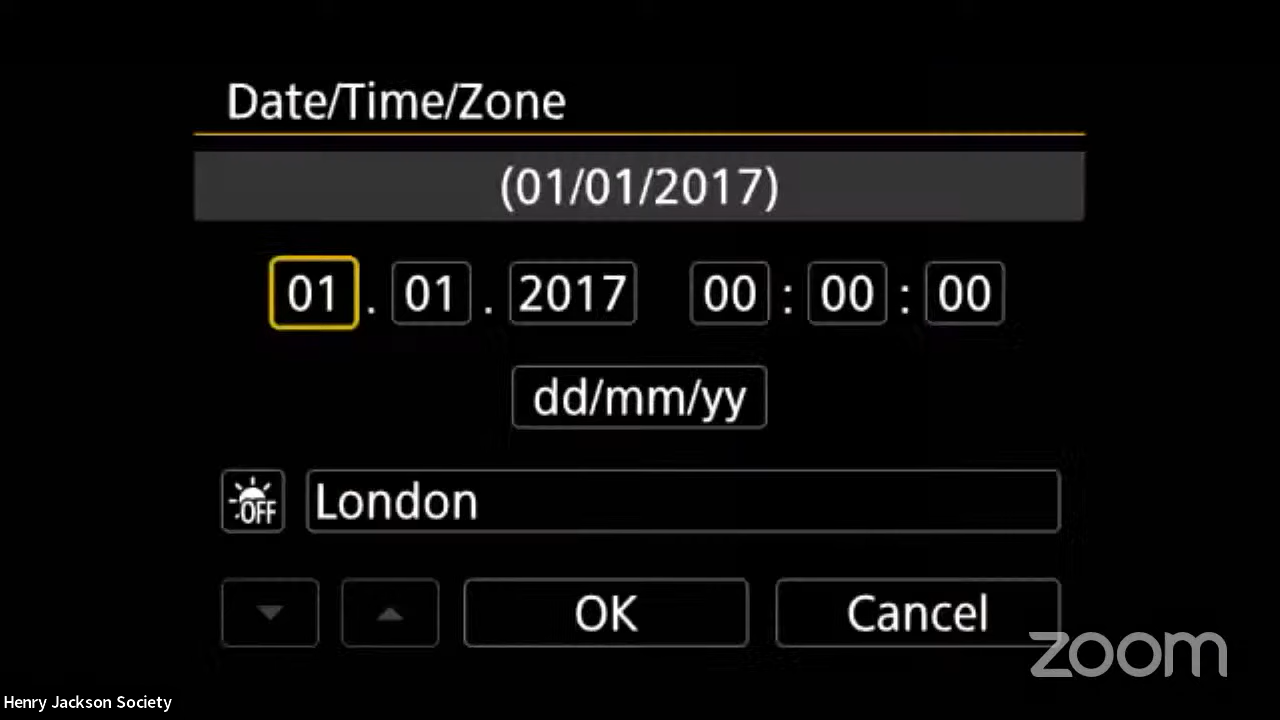 Date/Time/Zone
(01/01/2017)
01 . 01 . 2017 00 : 00 : 00
dd/mm/yy
OFF London
OK Cancel
zoom
Henry Jackson Society